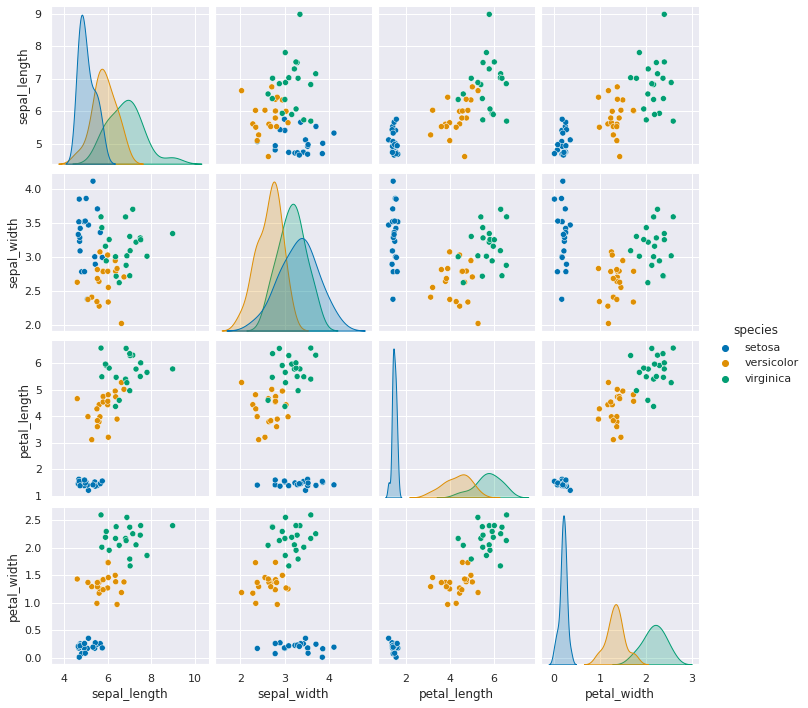 9
8
7
6
5
sepal_length
4.0
3.5
3.0
2.5
2.0
sepal_width
6
5
4
3
2
1
petal_length
2.5
2.0
1.5
1.0
0.5
0.0
petal_width
4 6 8 10
sepal_length
2 3 4
sepal_width
2 4 6
petal_length
0 1 2 3
petal_width
species
setosa
versicolor
virginica